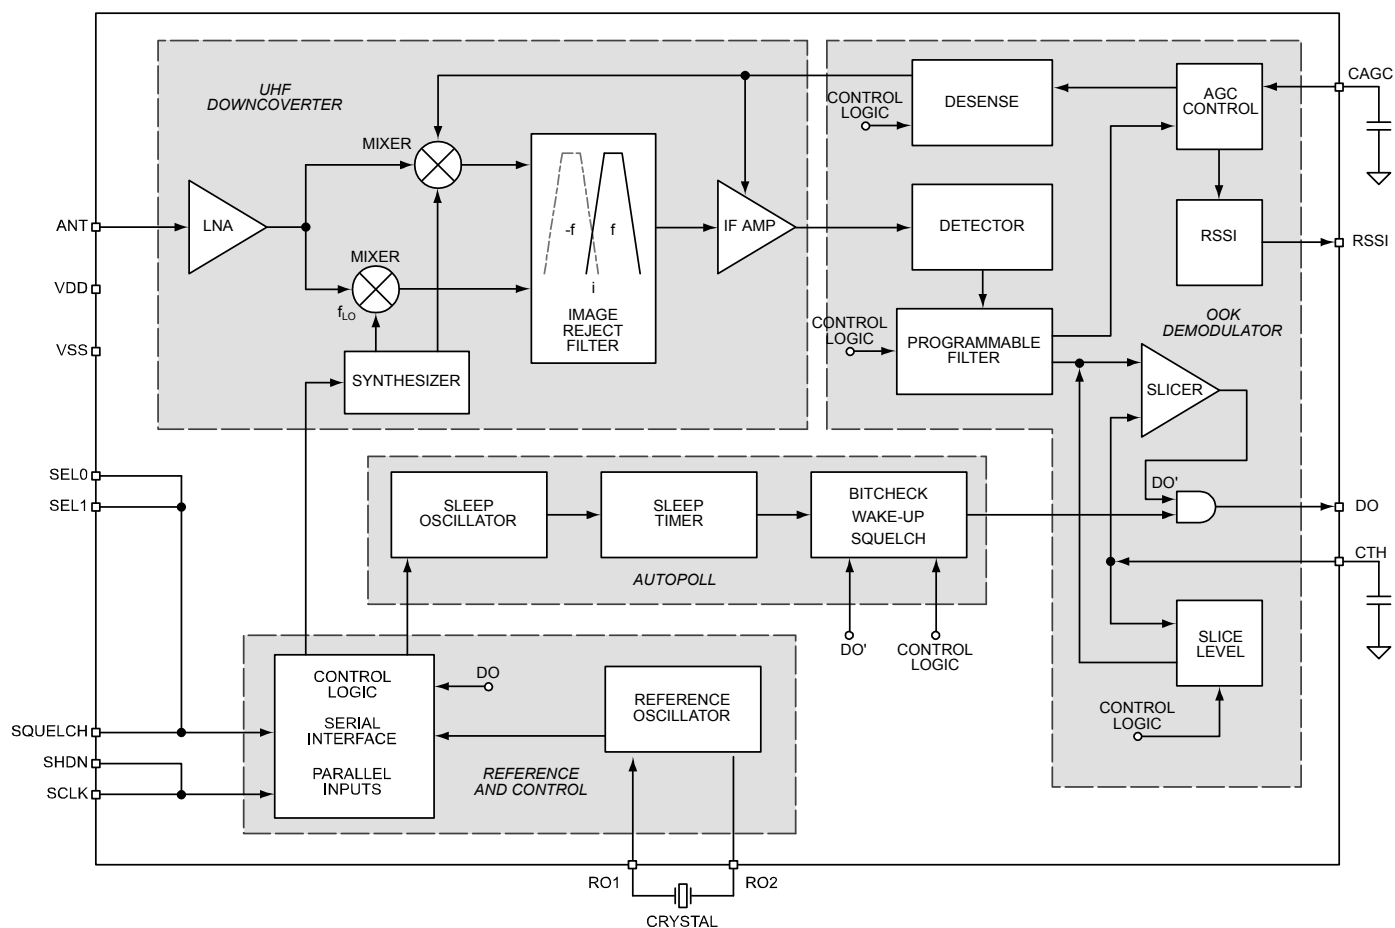 UHF
DOWNCOVERTER
MIXER
LNA
ANT
MIXER
fLO
VDD
VSS
SYNTHESIZER
-f
f
i
IMAGE
REJECT
FILTER
IF AMP
CONTROL
LOGIC
DESENSE
AGC
CONTROL
CAGC
DETECTOR
RSSI
RSSI
CONTROL
LOGIC
PROGRAMMABLE
FILTER
OOK
DEMODULATOR
SLICER
DO'
DO
CTH
SLICE
LEVEL
CONTROL
LOGIC
SEL0
SEL1
SLEEP
OSCILLATOR
SLEEP
TIMER
BITCHECK
WAKE-UP
SQUELCH
AUTOPOLL
DO'
CONTROL
LOGIC
SQUELCH
SHDN
SCLK
CONTROL
LOGIC
SERIAL
INTERFACE
PARALLEL
INPUTS
DO
REFERENCE
OSCILLATOR
REFERENCE
AND CONTROL
RO1
RO2
CRYSTAL